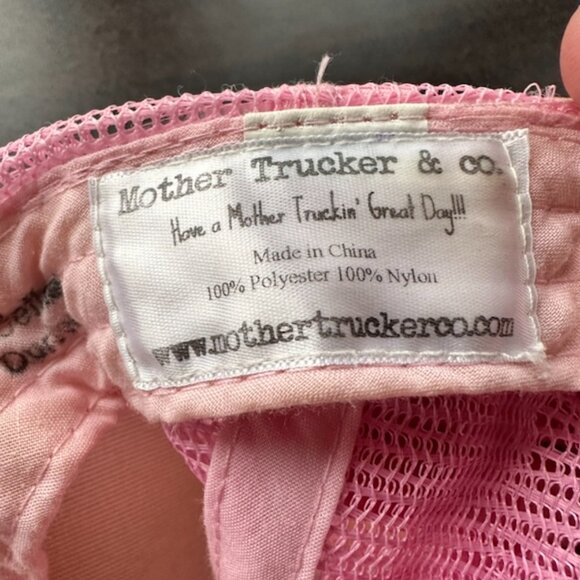 Mother Trucker & co.
Have a Mother Truckin' Great Day!!!
Made in China
100% Polyester 100% Nylon
www.mothertruckerco.com